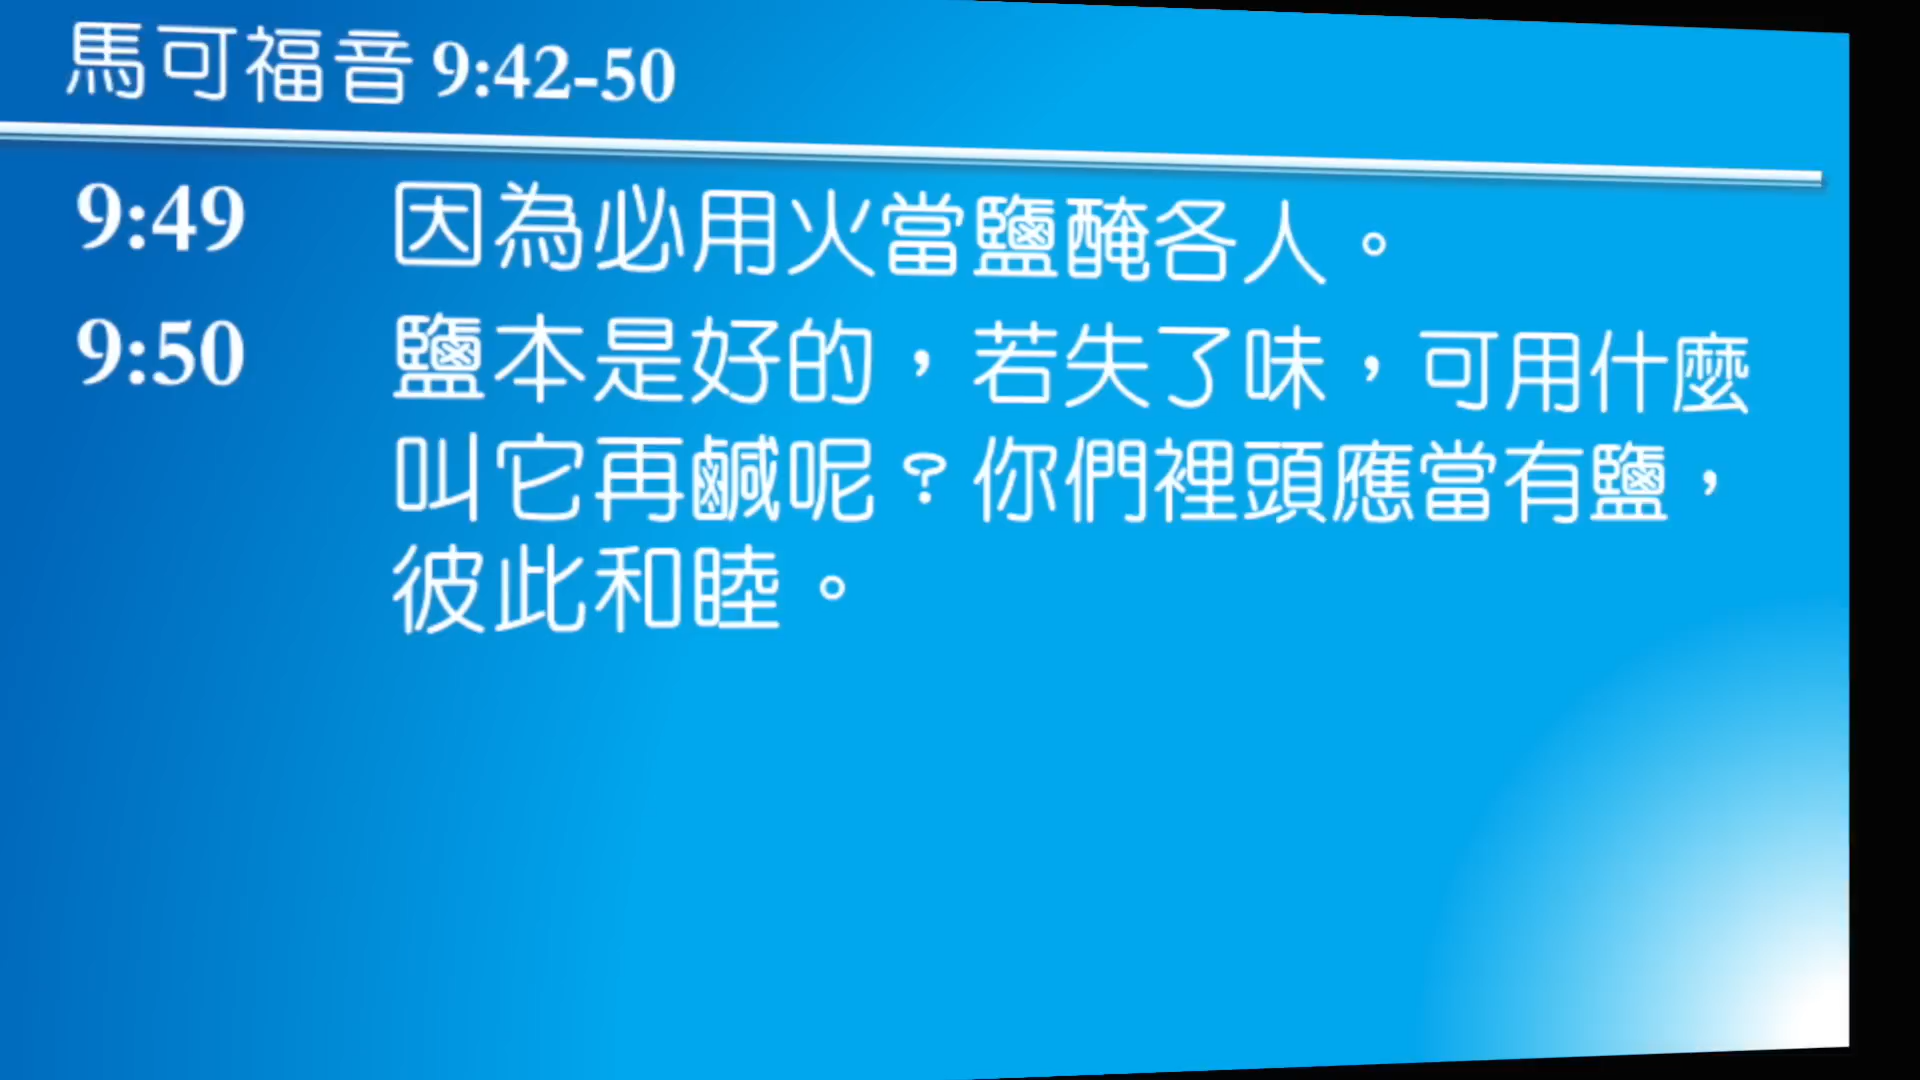 馬可福音 9:42-50
9:49 因為必用火當鹽醃各人。
9:50 鹽本是好的，若失了味，可用什麼
叫它再鹹呢？你們裡頭應當有鹽，
彼此和睦。